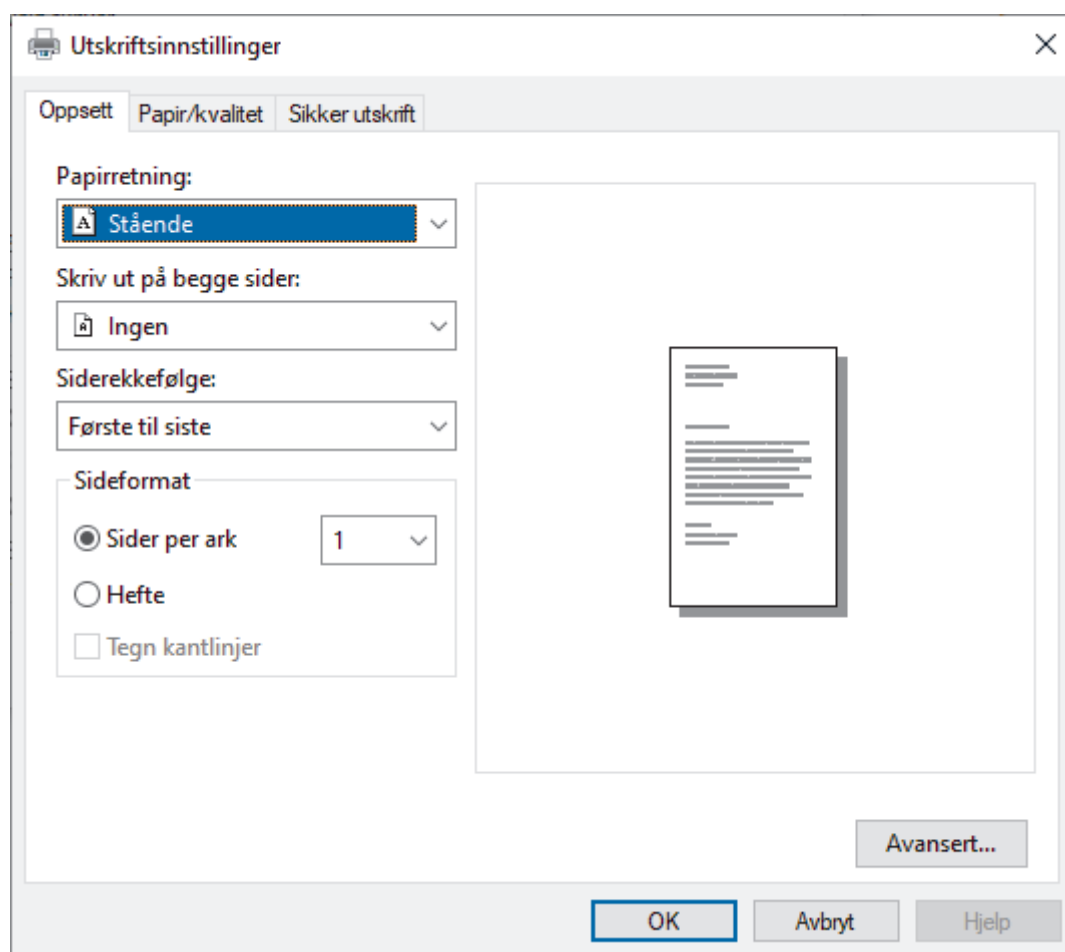 Utskriftsinnstillinger
Oppsett Papir/kvalitet Sikker utskrift
Papirretning:
A Stående
Skriv ut på begge sider:
Ingen
Siderekkefølge:
Første til siste
Sideformat
Sider per ark 1
Hefte
Tegn kantlinjer
Avansert...
OK Avbryt Hjelp